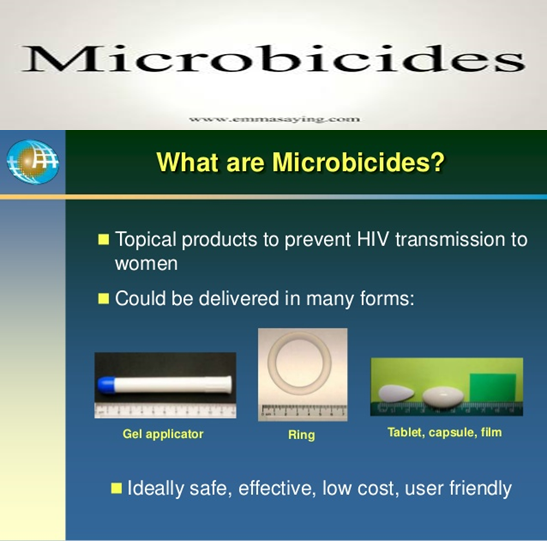 Microbicides
www.emmasaying.com
What are Microbicides?
Topical products to prevent HIV transmission to
women
Could be delivered in many forms:
Gel applicator
Ring
Tablet, capsule, film
Ideally safe, effective, low cost, user friendly